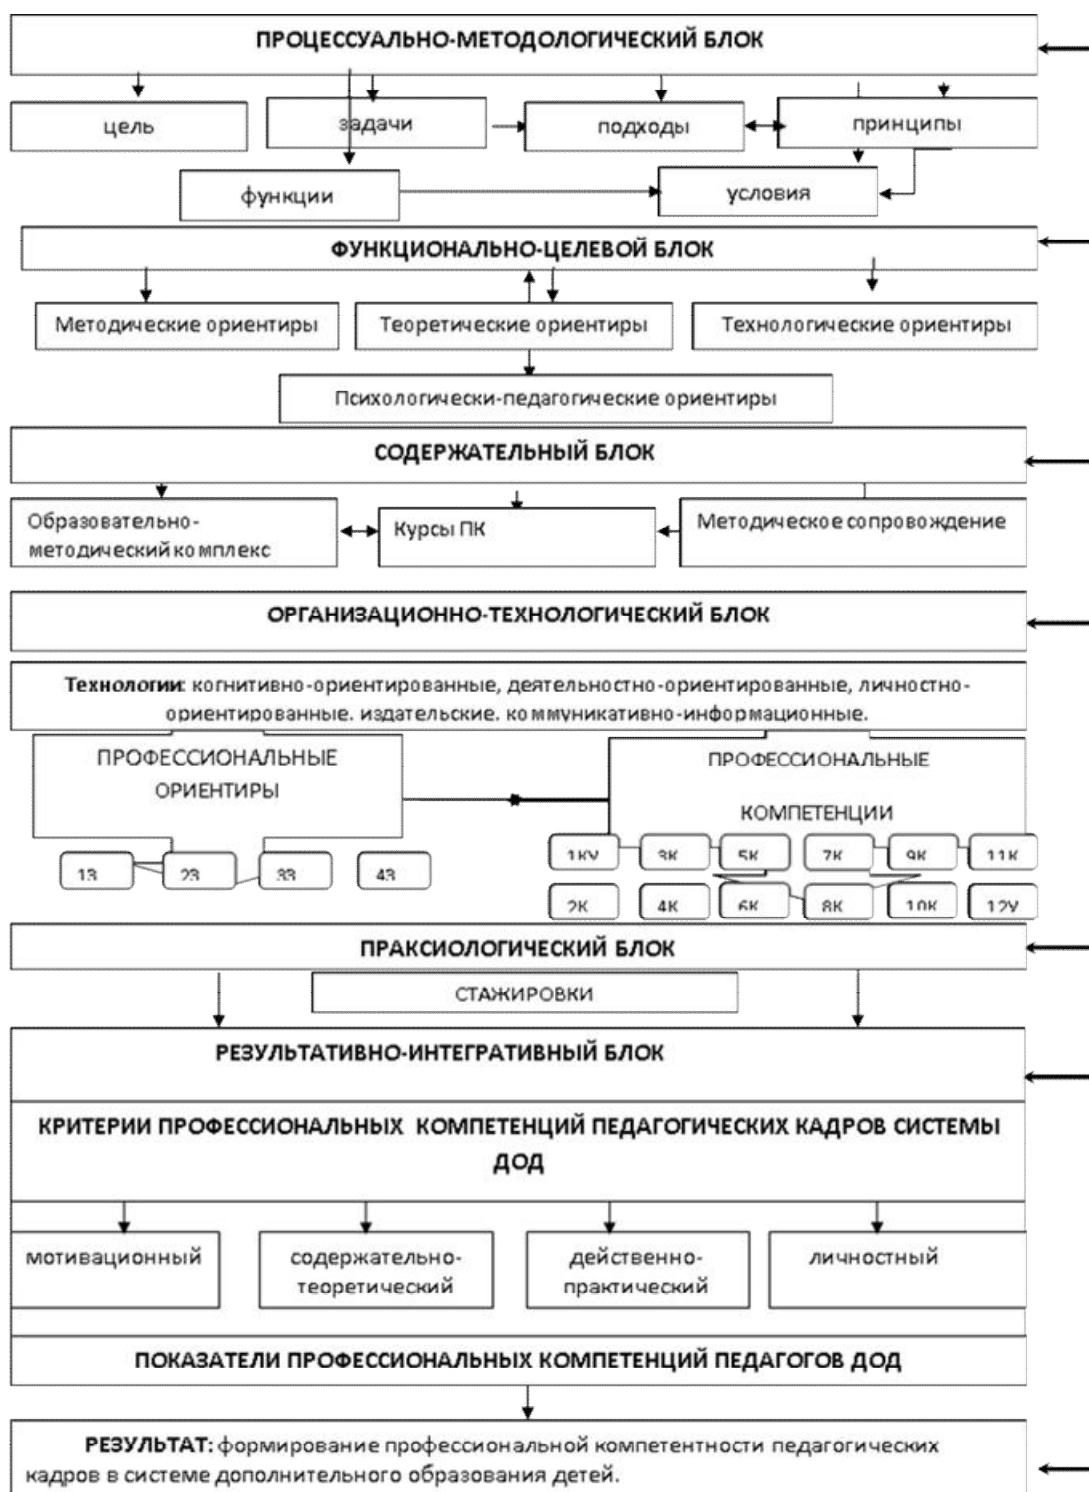 ПРОЦЕССУАЛЬНО-МЕТОДОЛОГИЧЕСКИЙ БЛОК
цель
задачи
подходы
принципы
функции
условия
ФУНКЦИОНАЛЬНО-ЦЕЛЕВОЙ БЛОК
Методические ориентиры
Теоретические ориентиры
Технологические ориентиры
Психологически-педагогические ориентиры
СОДЕРЖАТЕЛЬНЫЙ БЛОК
Образовательно-
методический комплекс
Курсы ПК
Методическое сопровождение
ОРГАНИЗАЦИОННО-ТЕХНОЛОГИЧЕСКИЙ БЛОК
Технологии: когнитивно-ориентированные, деятельностно-ориентированные, личностно-
ориентированные, издательские, коммуникативно-информационные.
ПРОФЕССИОНАЛЬНЫЕ
ОРИЕНТИРЫ
ПРОФЕССИОНАЛЬНЫЕ
КОМПЕТЕНЦИИ
1З
2З
3З
4З
1КУ
3К
5К
7К
9К
11К
2К
4К
6К
8К
10К
12У
ПРАКСИОЛОГИЧЕСКИЙ БЛОК
СТАЖИРОВКИ
РЕЗУЛЬТАТИВНО-ИНТЕГРАТИВНЫЙ БЛОК
КРИТЕРИИ ПРОФЕССИОНАЛЬНЫХ КОМПЕТЕНЦИЙ ПЕДАГОГИЧЕСКИХ КАДРОВ СИСТЕМЫ
ДОД
мотивационный
содержательно-
теоретический
действенно-
практический
личностный
ПОКАЗАТЕЛИ ПРОФЕССИОНАЛЬНЫХ КОМПЕТЕНЦИЙ ПЕДАГОГОВ ДОД
РЕЗУЛЬТАТ: формирование профессиональной компетентности педагогических
кадров в системе дополнительного образования детей.